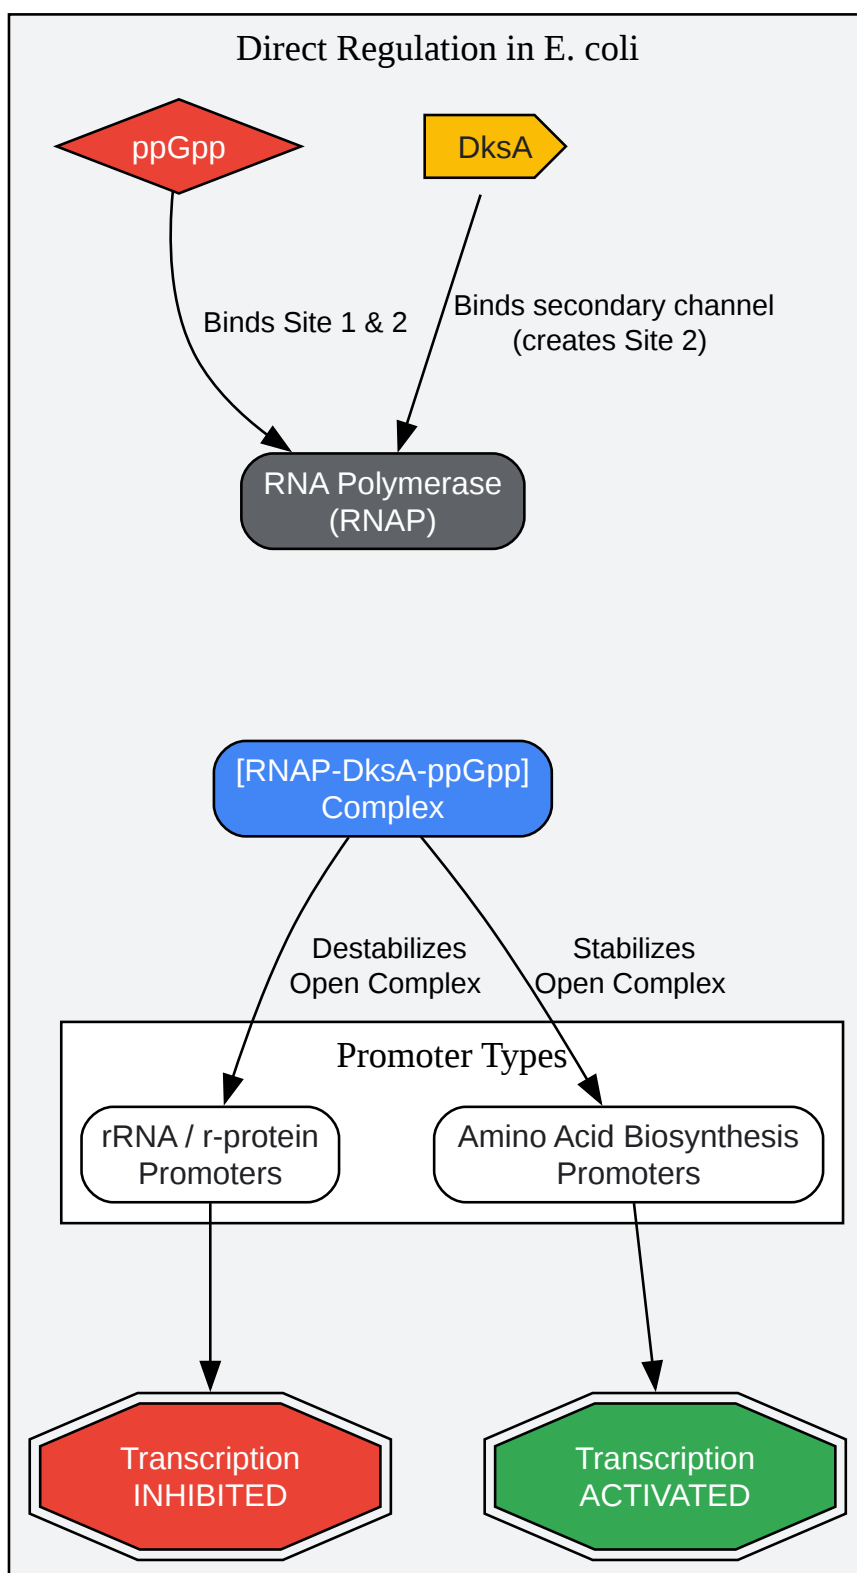 Direct Regulation in E. coli
ppGpp
DksA
Binds Site 1 & 2
Binds secondary channel
(creates Site 2)
RNA Polymerase
(RNAP)
[RNAP-DksA-ppGpp]
Complex
Destabilizes
Open Complex
Stabilizes
Open Complex
Promoter Types
rRNA / r-protein
Promoters
Amino Acid Biosynthesis
Promoters
Transcription
INHIBITED
Transcription
ACTIVATED